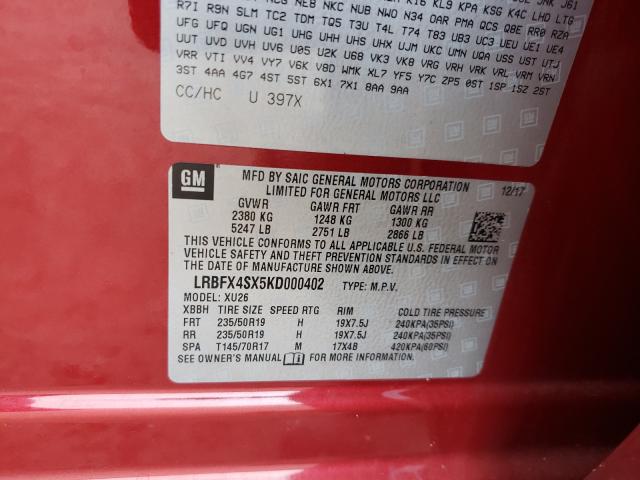 K16 KL9 KPA KSG K4C LHD LTG
R7I R9N SLM TC2 TDM TQ5 T3U T4L T74 T83 UB3 UC3 UEU UE1 UE4
UFG UFQ UGN UG1 UHG UHH UHS UHX UJM UKC UMN UQA USS UST UTJ
UUT UVD UVH UV6 U05 U2K U68 VK3 VK8 VRG VRH VRK VRL VRM VRN
VRR VTI VV4 VY7 V6K V8D WMK XL7 YF5 Y7C ZP5 0ST 1SP 1SZ 2ST
3ST 4AA 4G7 4ST 5ST 6X1 7X1 8AA 9AA
CC/HC U 397X
GM
MFD BY SAIC GENERAL MOTORS CORPORATION
LIMITED FOR GENERAL MOTORS LLC
12/17
GVWR GAWR FRT GAWR RR
2380 KG 1248 KG 1300 KG
5247 LB 2751 LB 2866 LB
THIS VEHICLE CONFORMS TO ALL APPLICABLE U.S. FEDERAL MOTOR
VEHICLE SAFETY AND THEFT PREVENTION STANDARDS IN
EFFECT ON THE DATE OF MANUFACTURE SHOWN ABOVE.
LRBFX4SX5KD000402 TYPE: M.P.V.
MODEL: XU26
XBBH TIRE SIZE SPEED RTG RIM COLD TIRE PRESSURE
FRT 235/50R19 H 19X7.5J 240KPA(35PSI)
RR 235/50R19 H 19X7.5J 240KPA(35PSI)
SPA T145/70R17 M 17X4B 420KPA(60PSI)
SEE OWNER'S MANUAL FOR MORE INFORMATION.